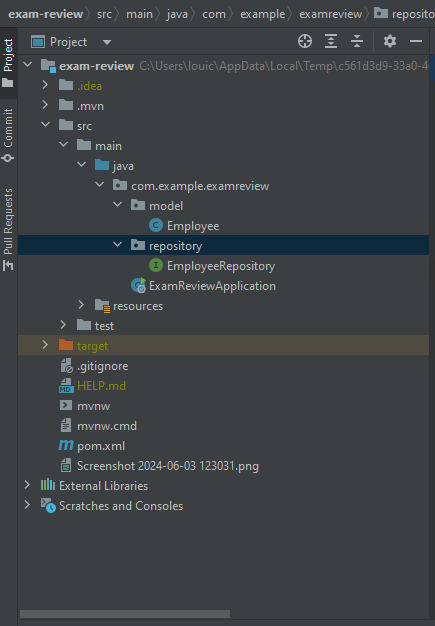 exam-review src main java com example examreview reposito
Project
Commit
Pull Requests
Project
exam-review C:\Users\louic\AppData\Local\Temp\c561d3d9-33a0-4
.idea
.mvn
src
main
java
com.example.examreview
model
Employee
repository
EmployeeRepository
ExamReviewApplication
resources
test
target
.gitignore
HELP.md
mvnw
mvnw.cmd
pom.xml
Screenshot 2024-06-03 123031.png
External Libraries
Scratches and Consoles